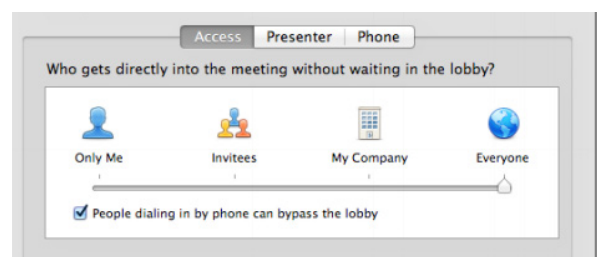 Access Presenter Phone
Who gets directly into the meeting without waiting in the lobby?
Only Me Invitees My Company Everyone
People dialing in by phone can bypass the lobby